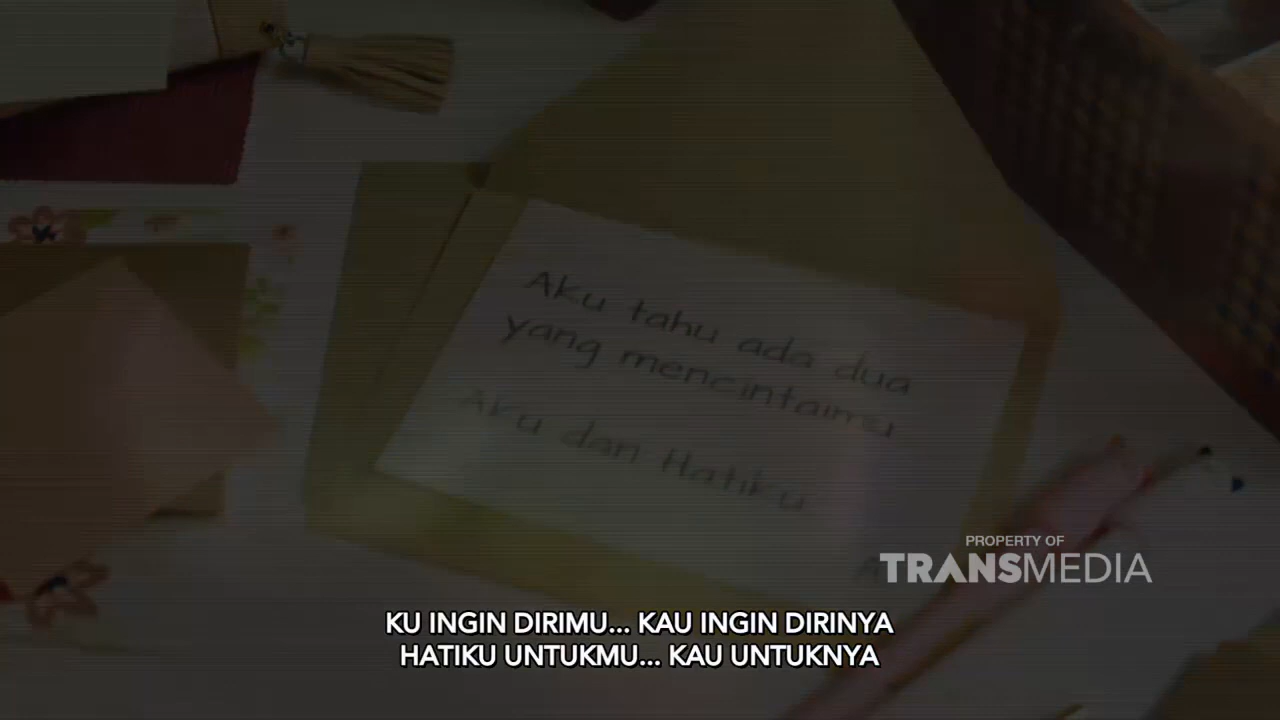 Aku tahu ada dua
yang mencintaimu
Aku dan Hatiku
PROPERTY OF
TRANSMEDIA
KU INGIN DIRIMU... KAU INGIN DIRINYA
HATIKU UNTUKMU... KAU UNTUKNYA